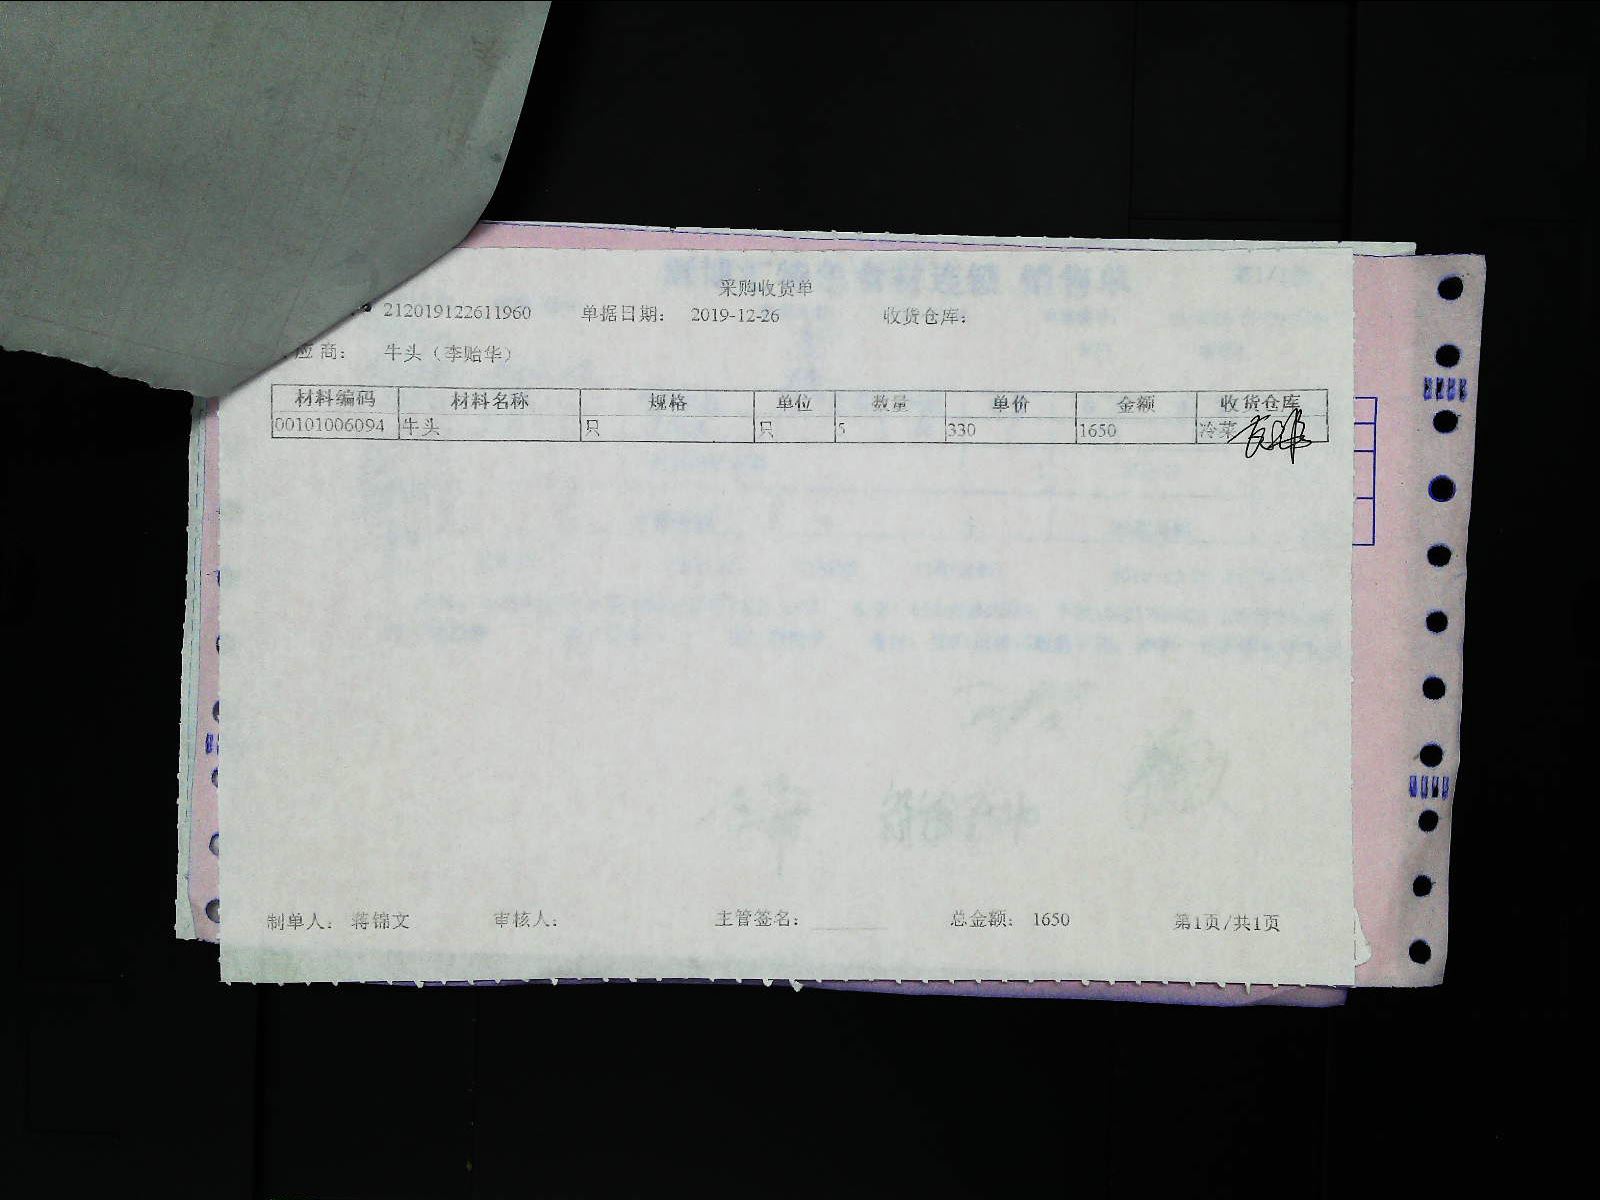 采购收货单
212019122611960 单据日期： 2019-12-26 收货仓库：
应商： 牛头（李贻华）
材料编码 材料名称 规格 单位 数量 单价 金额 收货仓库
00101006094 牛头 只 只 5 330 1650 冷菜
制单人： 蒋锦文 审核人： 主管签名： 总金额： 1650 第1页/共1页